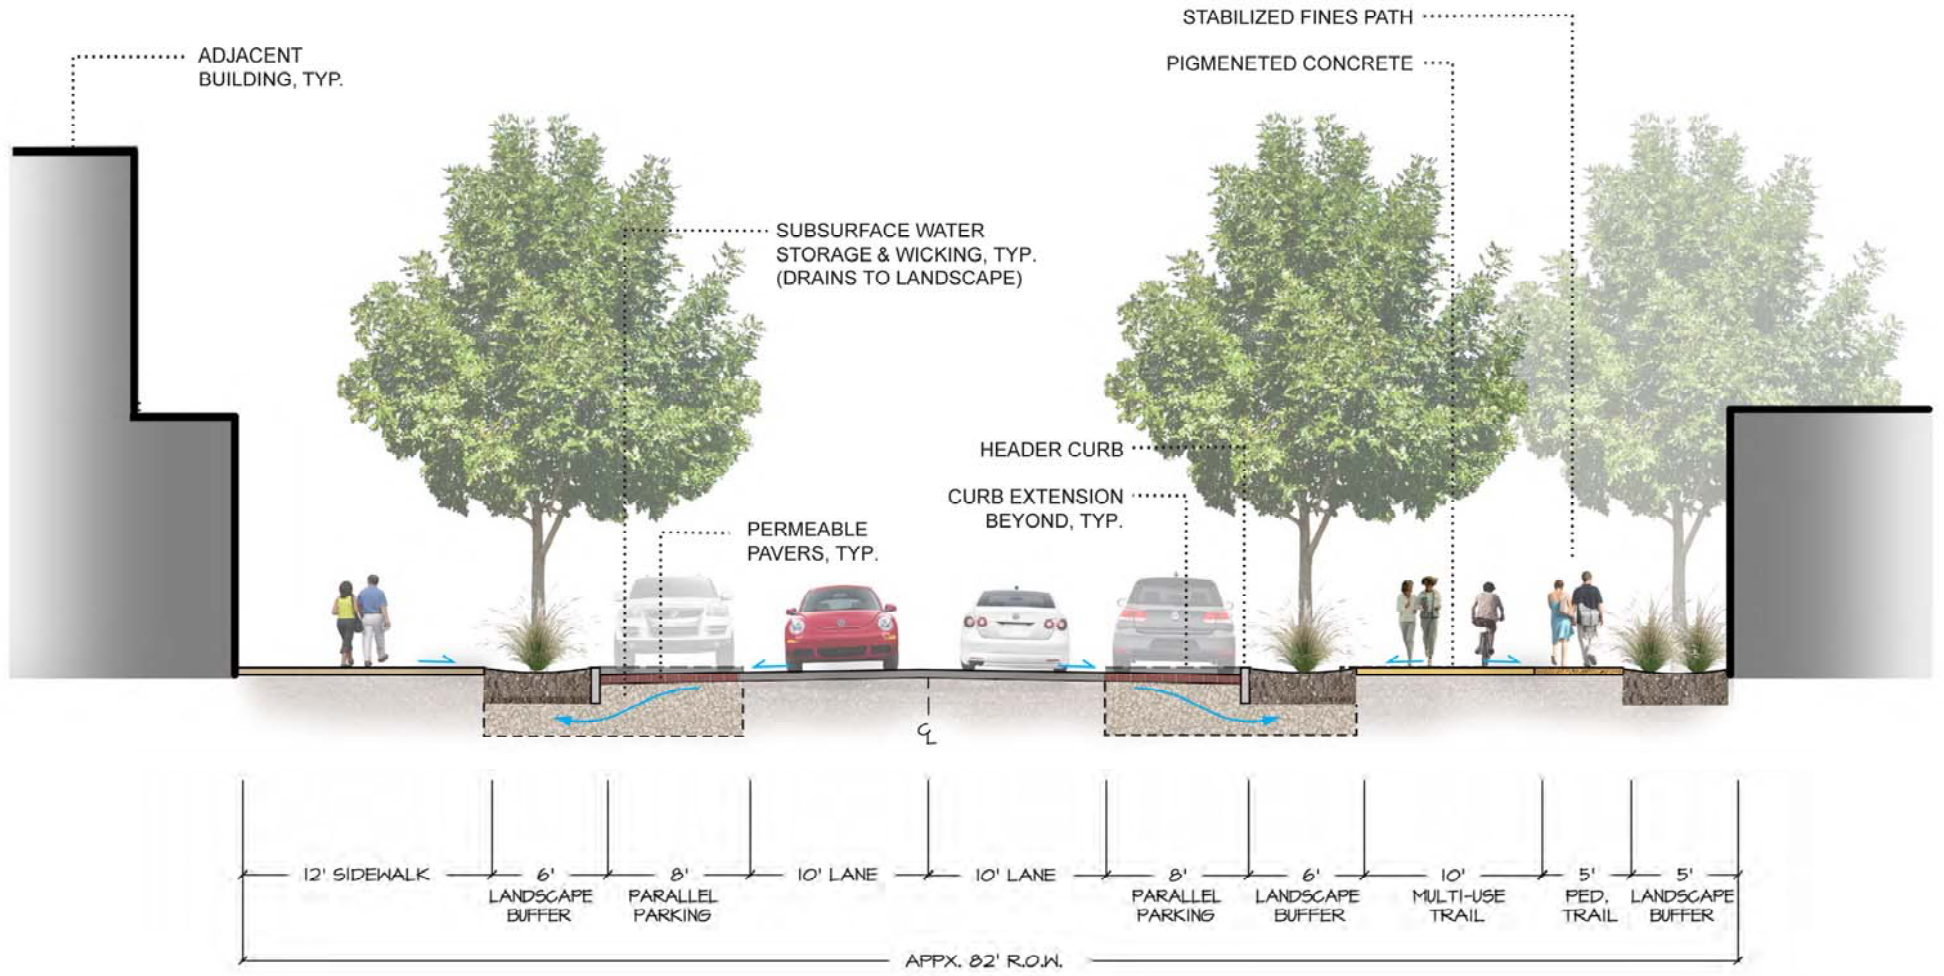 STABILIZED FINES PATH
PIGMENETED CONCRETE
ADJACENT
BUILDING, TYP.
SUBSURFACE WATER
STORAGE & WICKING, TYP.
(DRAINS TO LANDSCAPE)
HEADER CURB
CURB EXTENSION
BEYOND, TYP.
PERMEABLE
PAVERS, TYP.
CL
12' SIDEWALK
6'
LANDSCAPE
BUFFER
8'
PARALLEL
PARKING
10' LANE
10' LANE
8'
PARALLEL
PARKING
6'
LANDSCAPE
BUFFER
10'
MULTI-USE
TRAIL
5'
PED.
TRAIL
5'
LANDSCAPE
BUFFER
APPX. 82' R.O.W.